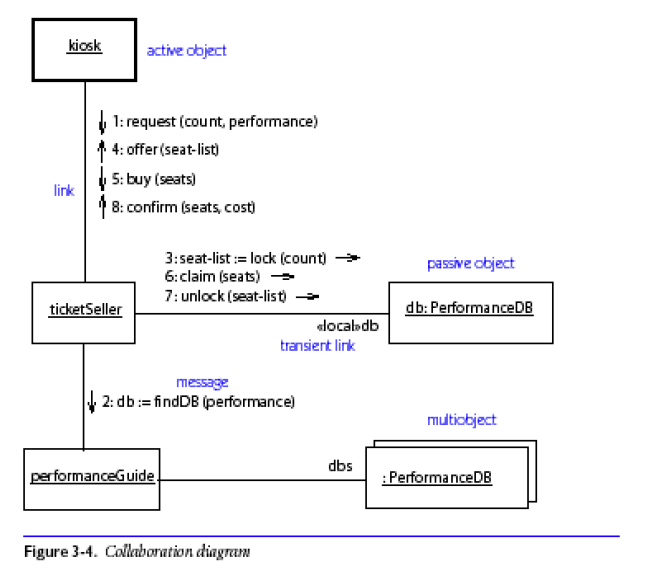 kiosk
active object
1: request (count, performance)
4: offer (seat-list)
5: buy (seats)
link
8: confirm (seats, cost)
3: seat-list := lock (count)
6: claim (seats)
7: unlock (seat-list)
passive object
ticketSeller
db: PerformanceDB
«local»db
transient link
message
2: db := findDB (performance)
multiobject
performanceGuide
dbs
: PerformanceDB
Figure 3-4. Collaboration diagram